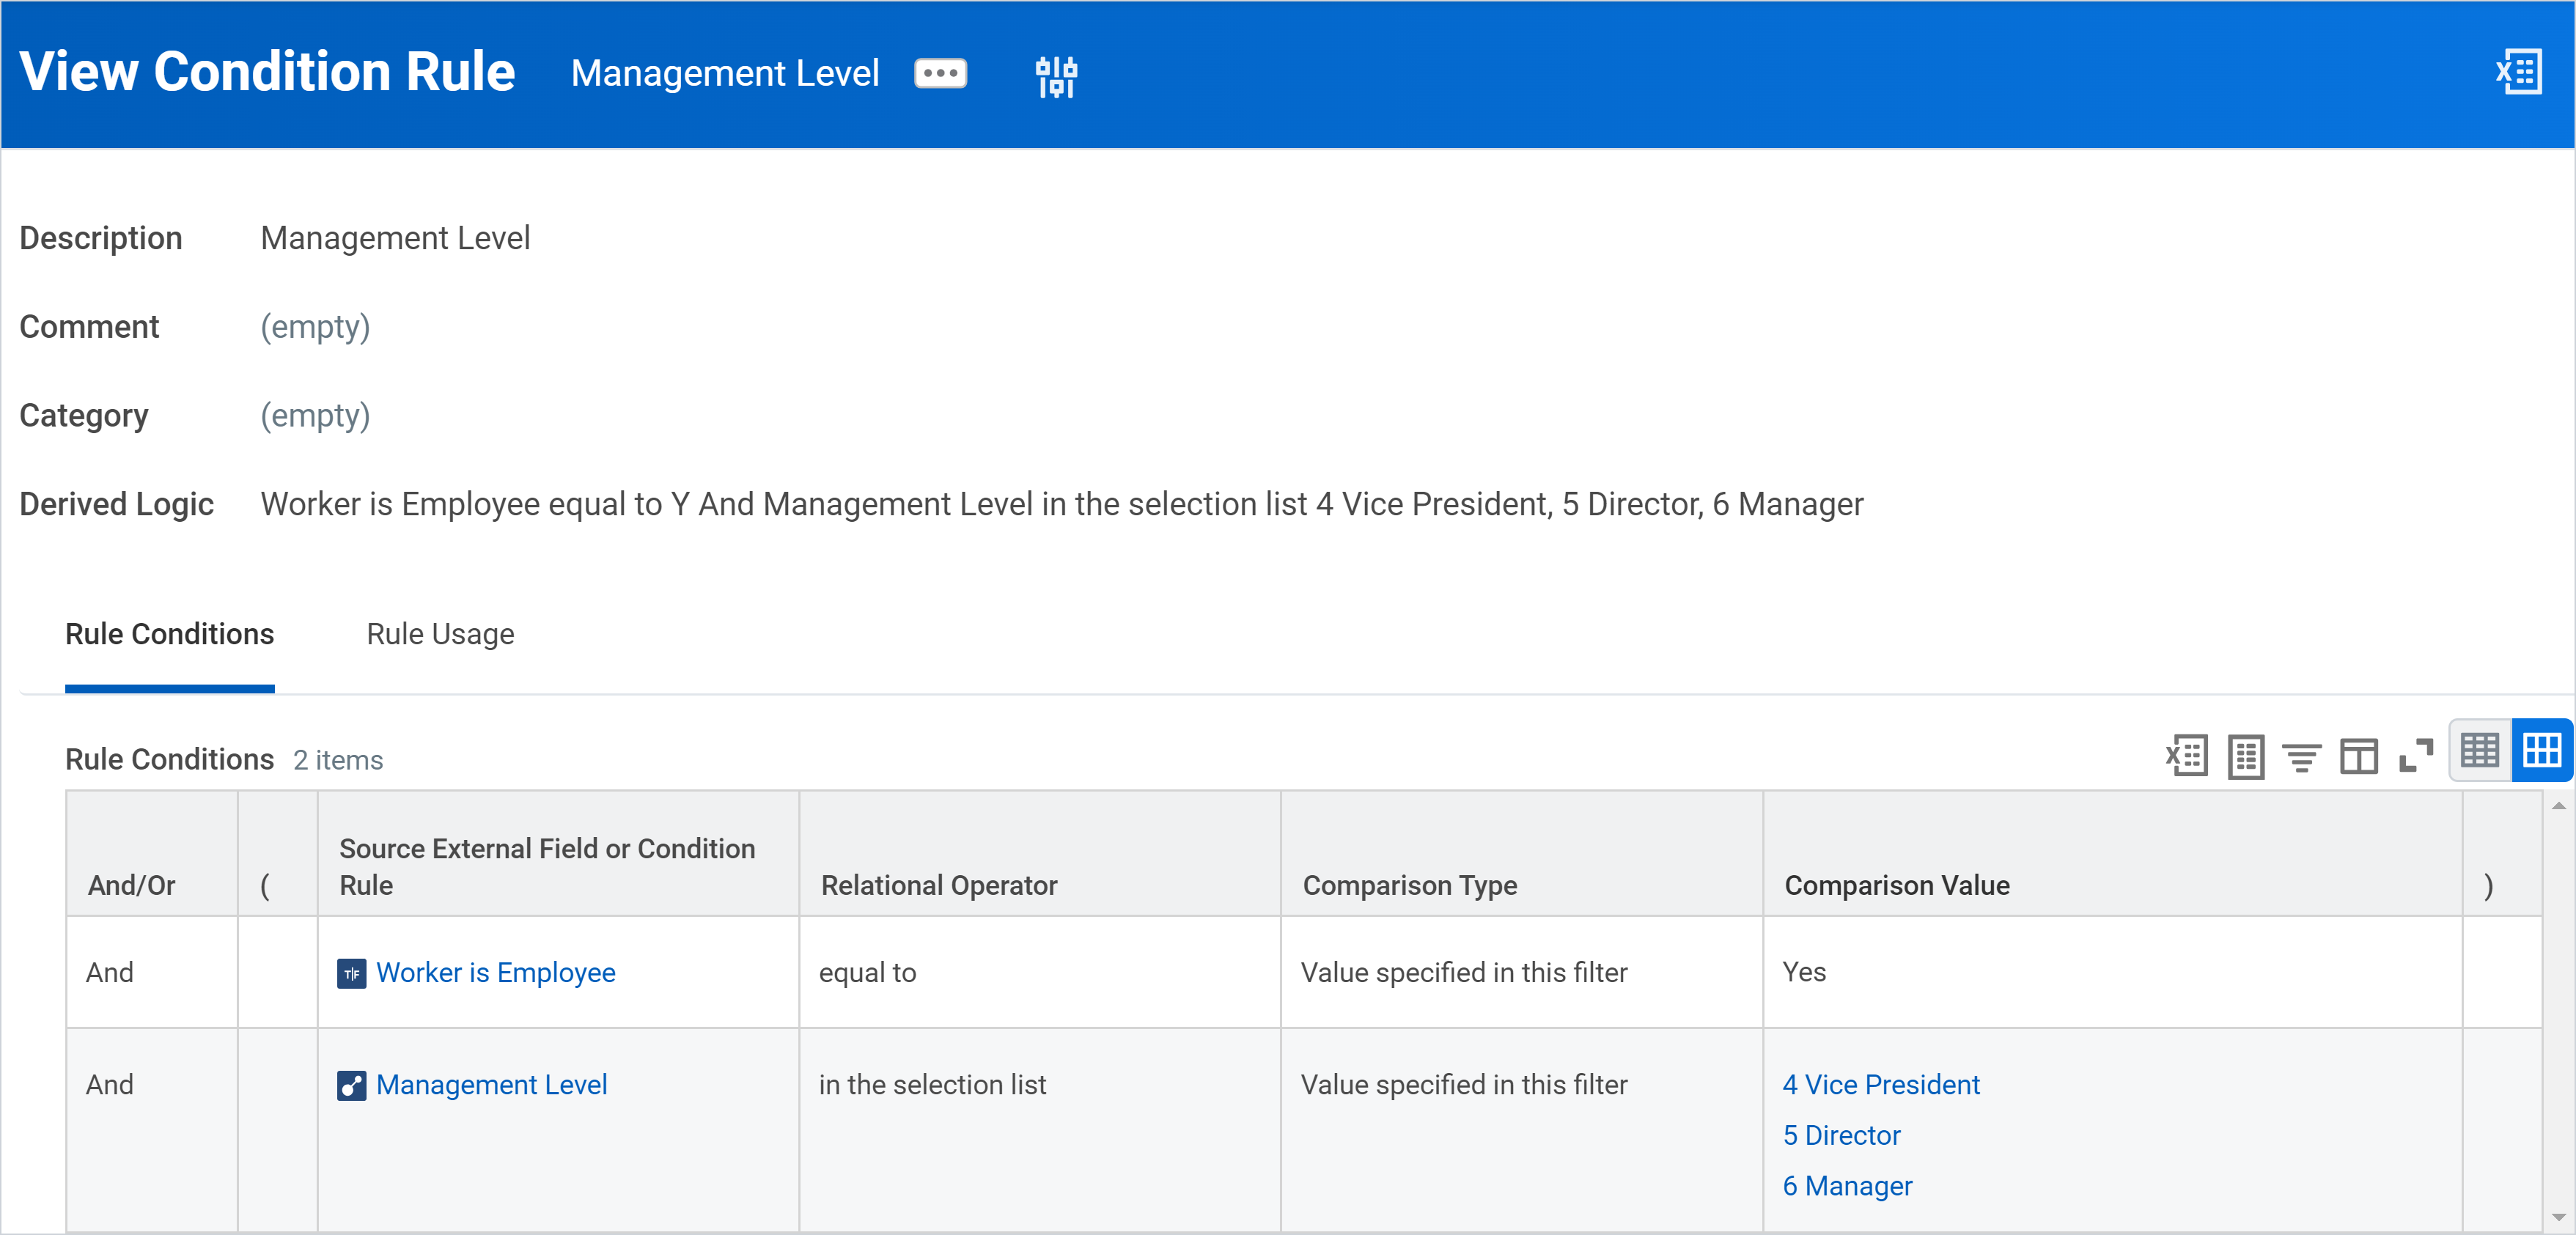 View Condition Rule Management Level
Description Management Level
Comment (empty)
Category (empty)
Derived Logic Worker is Employee equal to Y And Management Level in the selection list 4 Vice President, 5 Director, 6 Manager
Rule Conditions Rule Usage
Rule Conditions 2 items
And/Or ( Source External Field or Condition Rule Relational Operator Comparison Type Comparison Value )
And Worker is Employee equal to Value specified in this filter Yes
And Management Level in the selection list Value specified in this filter 4 Vice President
5 Director
6 Manager